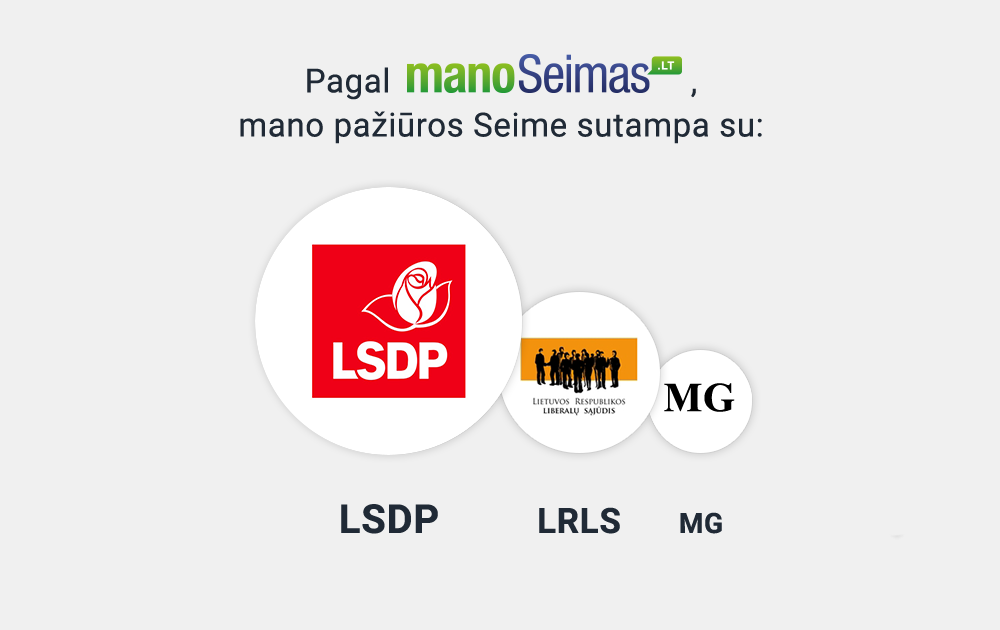 Pagal manoSeimas.LT,
mano pažiūros Seime sutampa su:
LSDP
LIETUVOS RESPUBLIKOS
LIBERALŲ SĄJŪDIS
MG
LSDP LRLS MG